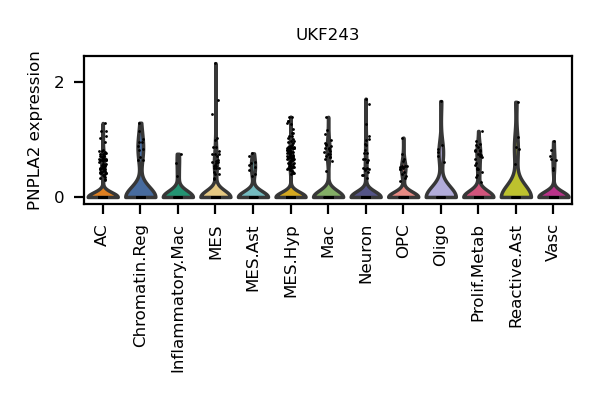 UKF243
PNPLA2 expression
2
0
AC
Chromatin.Reg
Inflammatory.Mac
MES
MES.Ast
MES.Hyp
Mac
Neuron
OPC
Oligo
Prolif.Metab
Reactive.Ast
Vasc